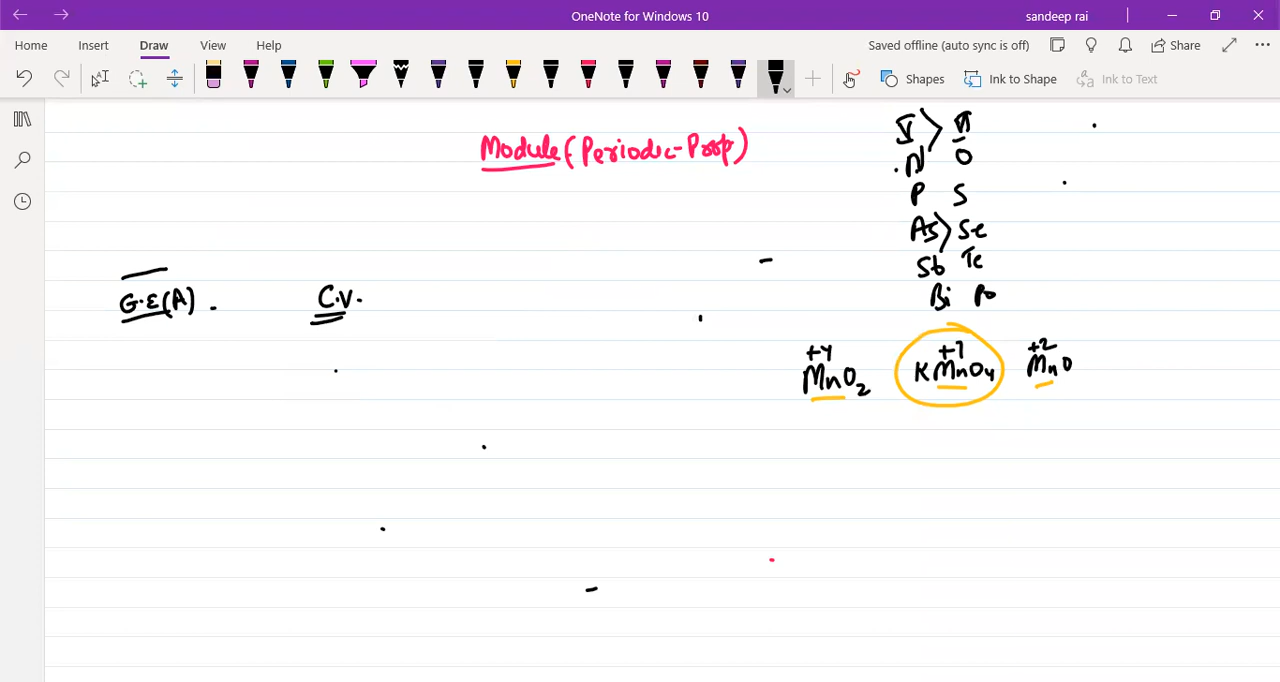 OneNote for Windows 10
sandeep rai
Home Insert Draw View Help
Saved offline (auto sync is off)
Share
Shapes
Ink to Shape
Ink to Text
Module (Periodic-Prop)
V > VI
N O
P S
As > Se
Sb Te
Bi Po
G.E(A).
C.V.
+4 +7 +2
MnO2 KMnO4 MnO